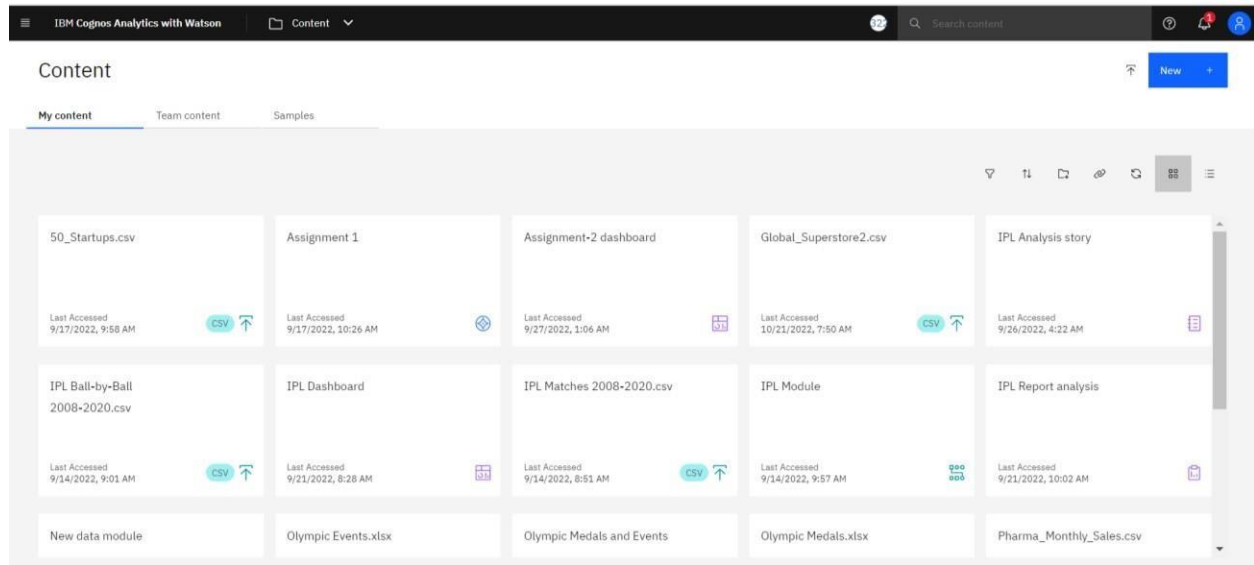 IBM Cognos Analytics with Watson Content Search content 1
Content New +
My content Team content Samples
50_Startups.csv Assignment 1 Assignment-2 dashboard Global_Superstore2.csv IPL Analysis story
Last Accessed Last Accessed Last Accessed Last Accessed Last Accessed
9/17/2022, 9:58 AM CSV 9/17/2022, 10:26 AM 9/27/2022, 1:06 AM 10/21/2022, 7:50 AM CSV 9/26/2022, 4:22 AM
IPL Ball-by-Ball IPL Dashboard IPL Matches 2008-2020.csv IPL Module IPL Report analysis
2008-2020.csv
Last Accessed Last Accessed Last Accessed Last Accessed Last Accessed
9/14/2022, 9:01 AM CSV 9/21/2022, 8:28 AM 9/14/2022, 8:51 AM CSV 9/14/2022, 9:57 AM 9/21/2022, 10:02 AM
New data module Olympic Events.xlsx Olympic Medals and Events Olympic Medals.xlsx Pharma_Monthly_Sales.csv